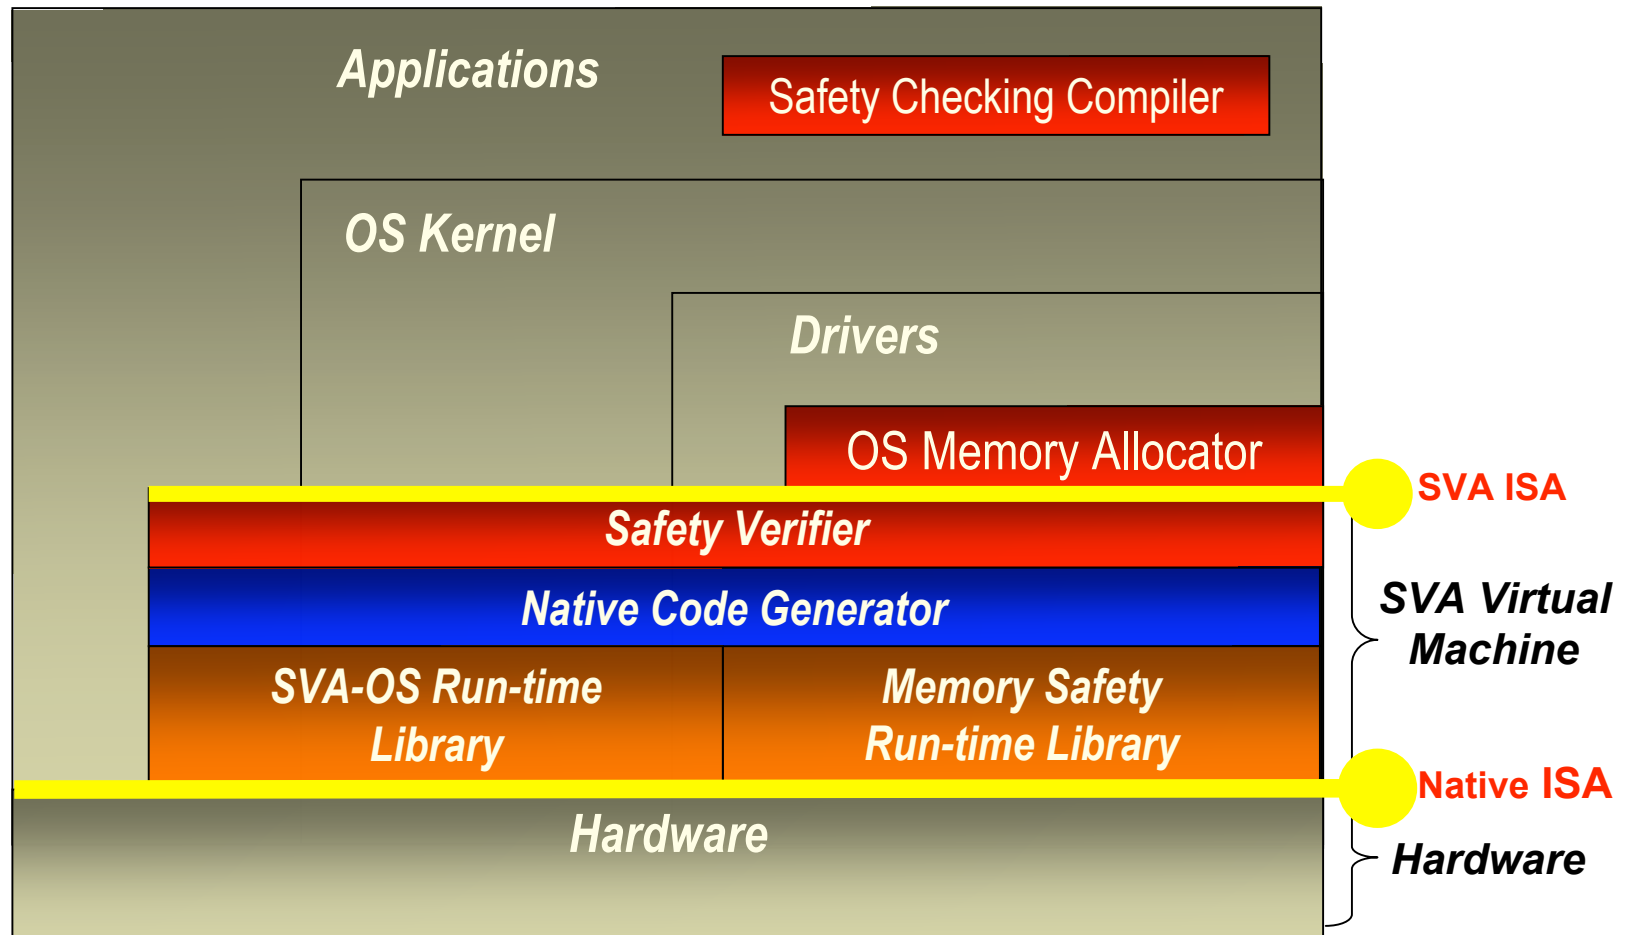 Applications
Safety Checking Compiler
OS Kernel
Drivers
OS Memory Allocator
SVA ISA
Safety Verifier
Native Code Generator
SVA Virtual
Machine
SVA-OS Run-time
Library
Memory Safety
Run-time Library
Native ISA
Hardware
Hardware